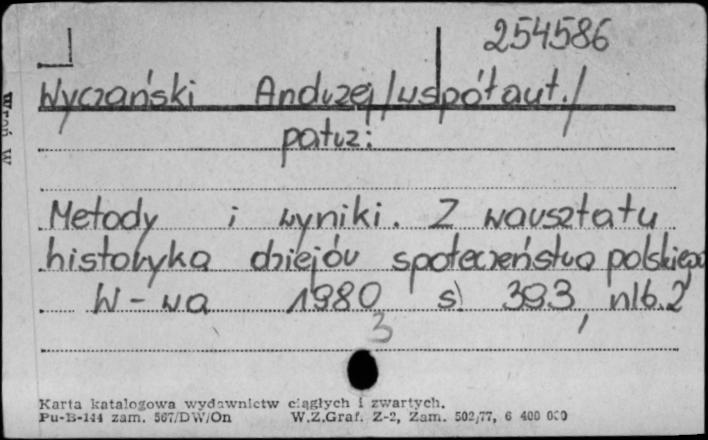 254586
Wyczański Andrzej /współaut./
patrz:
Metody i wyniki. Z warsztatu
historyka dziejów społeczeństwa polskiego
W-wa 1980 s. 393, nlb. 2
3
Karta katalogowa wydawnictw ciągłych i zwartych.
Pu-B-144 zam. 567/DW/On W.Z.Graf. Z-2, Zam. 502/77, 6 400 000